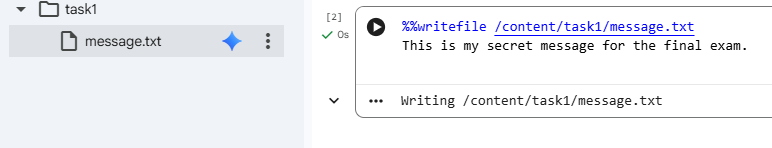 task1
message.txt
[2]
0s
%%writefile /content/task1/message.txt
This is my secret message for the final exam.
Writing /content/task1/message.txt